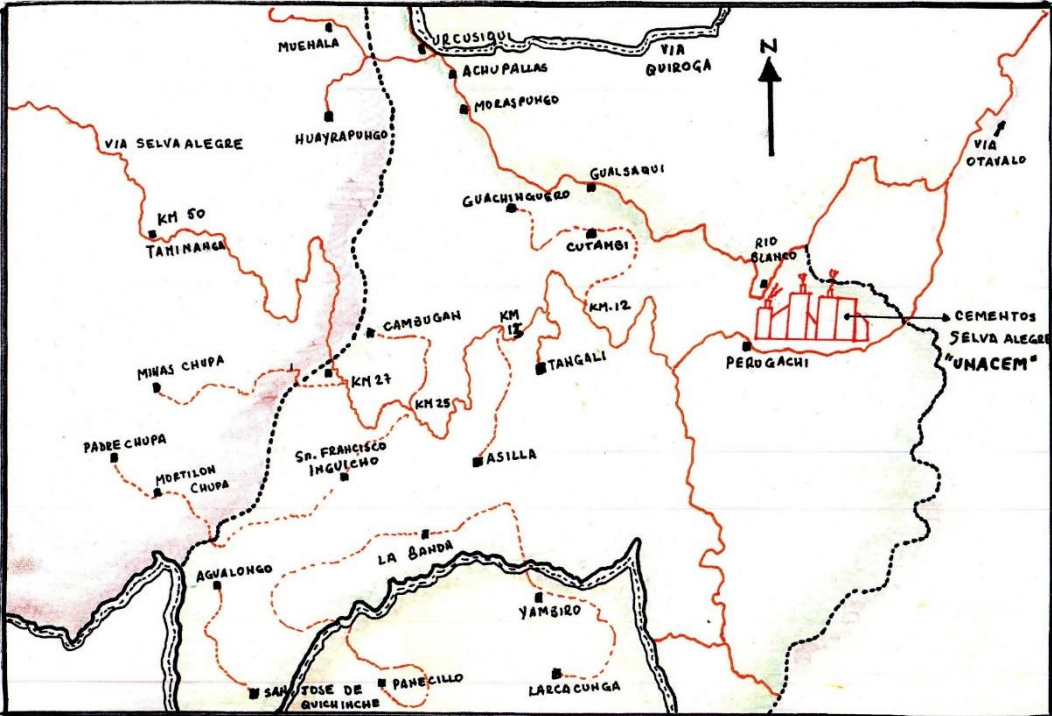 MUEHALA
URCUSIQUI
VIA
QUIROGA
N
ACHUPALLAS
MORASPUNGO
HUAYRAPUNGO
VIA SELVA ALEGRE
VIA
OTAVALO
GUALSAQUI
GUACHINGUERO
KM 50
TAMINANGA
CUTAMBI
RIO
BLANCO
KM.12
CEMENTOS
SELVA ALEGRE
"UNACEM"
CAMBUGAN
KM
TANGALI
PERUGACHI
MINAS CHUPA
KM 27
KM 25
PADRE CHUPA
Sn. FRANCISCO
INGUICHO
ASILLA
MORTILON
CHUPA
LA BANDA
AGUALONGO
YAMBIRO
SAN JOSE DE
QUICHINCHE
PANECILLO
LARCACUNGA